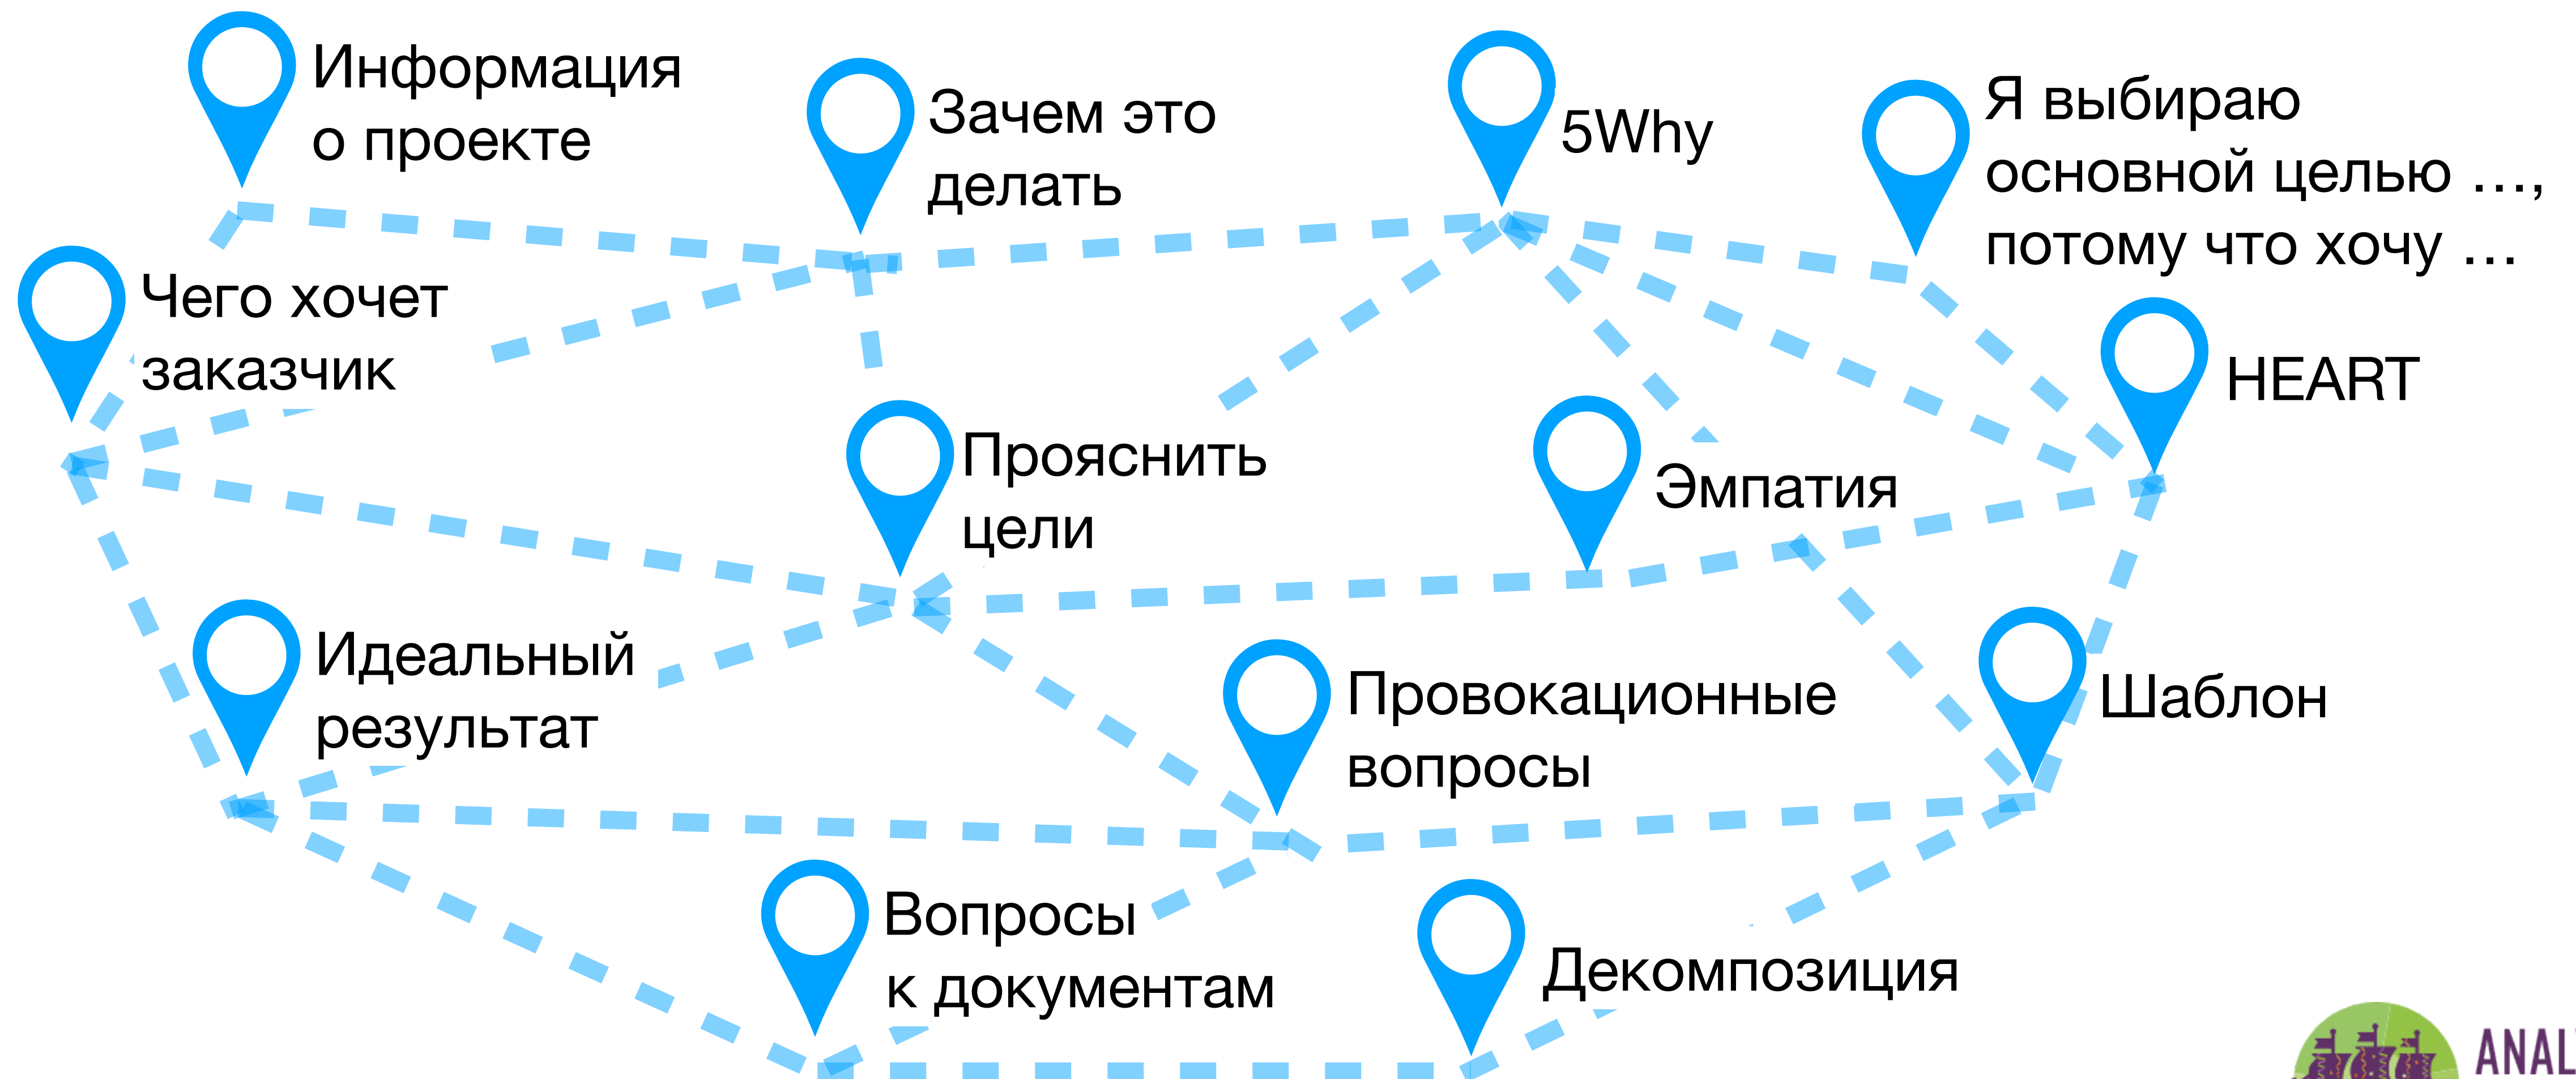 Информация
о проекте
Зачем это
делать
5Why
Я выбираю
основной целью ...,
потому что хочу ...
Чего хочет
заказчик
HEART
Прояснить
цели
Эмпатия
Идеальный
результат
Провокационные
вопросы
Шаблон
Вопросы
к документам
Декомпозиция
ANAL